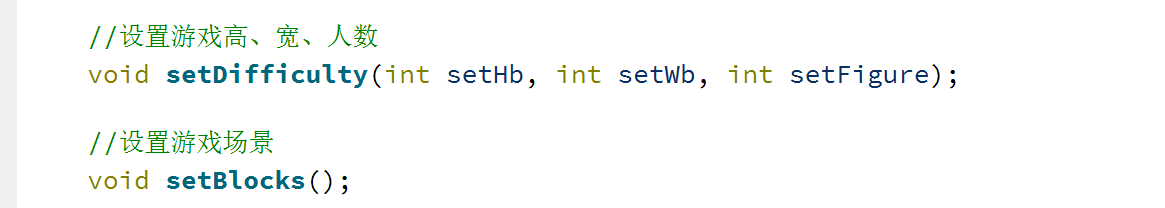 //设置游戏高、宽、人数
void setDifficulty(int setHb, int setWb, int setFigure);
//设置游戏场景
void setBlocks();